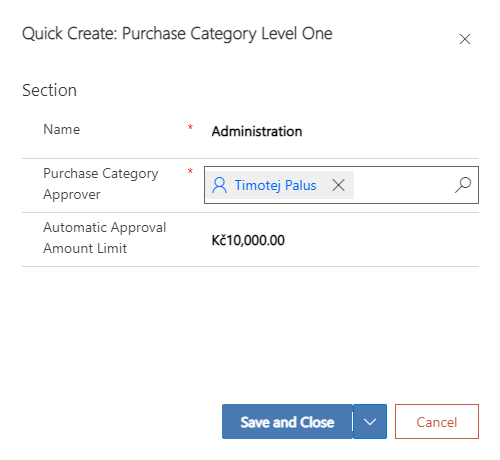 Quick Create: Purchase Category Level One
Section
Name * Administration
Purchase Category
Approver * Timotej Palus
Automatic Approval
Amount Limit Kč10,000.00
Save and Close
Cancel